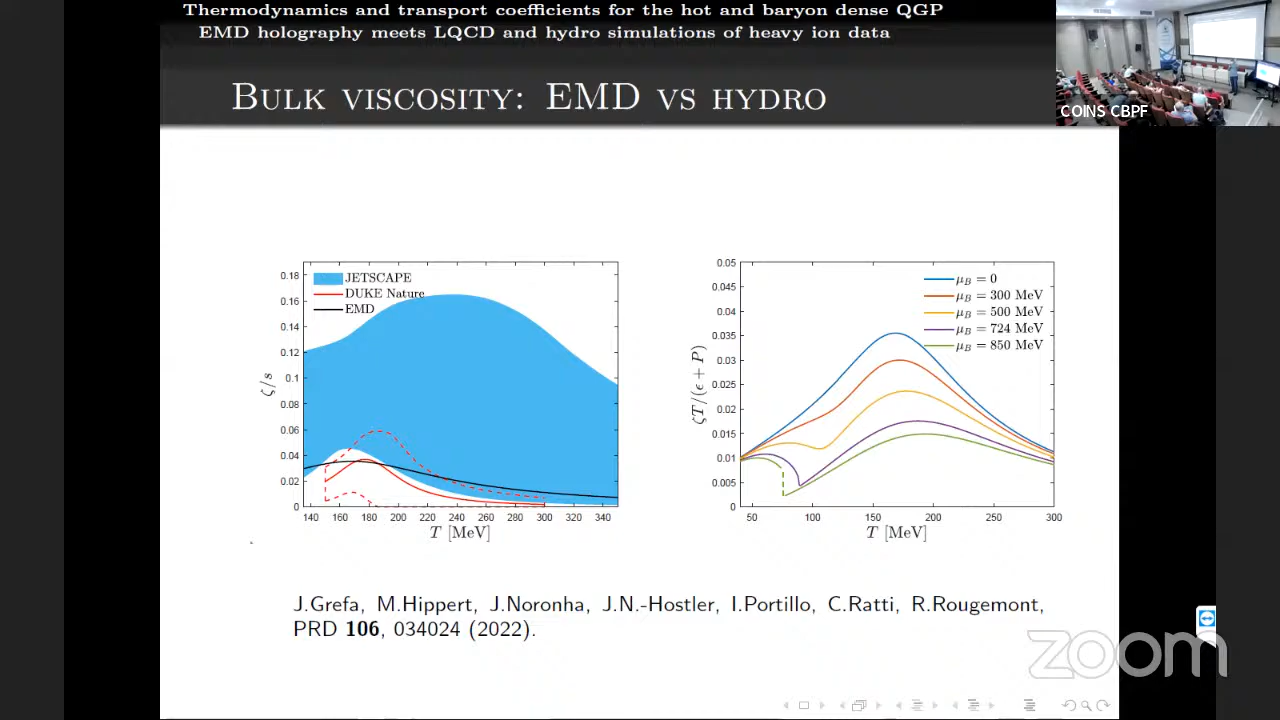 Thermodynamics and transport coefficients for the hot and baryon dense QGP
EMD holography meets LQCD and hydro simulations of heavy ion data
BULK VISCOSITY: EMD VS HYDRO
COINS CBPF
0.18
0.16
0.14
0.12
0.1
0.08
0.06
0.04
0.02
0
ζ/s
JETSCAPE
DUKE Nature
EMD
140 160 180 200 220 240 260 280 300 320 340
T [MeV]
0.05
0.045
0.04
0.035
0.03
0.025
0.02
0.015
0.01
0.005
0
ζT/(ϵ + P)
μB = 0
μB = 300 MeV
μB = 500 MeV
μB = 724 MeV
μB = 850 MeV
50 100 150 200 250 300
T [MeV]
J.Grefa, M.Hippert, J.Noronha, J.N.-Hostler, I.Portillo, C.Ratti, R.Rougemont,
PRD 106, 034024 (2022).
zoom